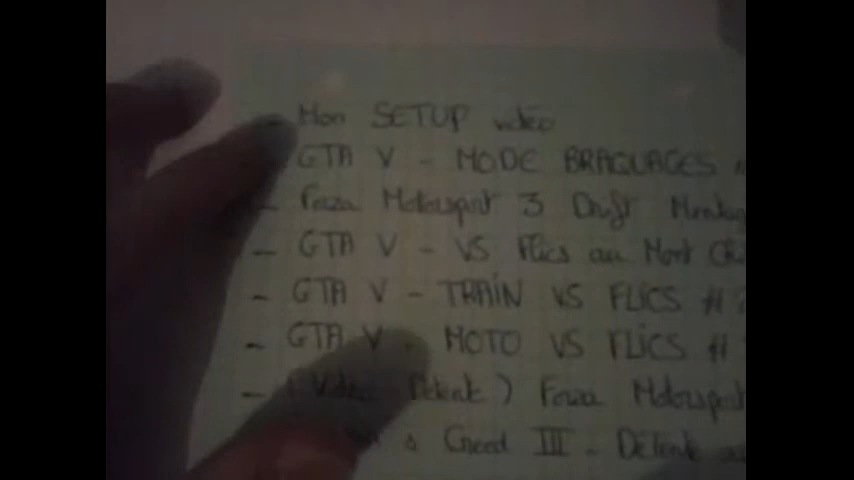 - Mon SETUP vidéo
GTA V - MODE BRAQUAGES
- Forza Motorsport 3 Drift
- GTA V - VS Flics au Mont
- GTA V - TRAIN VS FLICS #
- GTA V - MOTO VS FLICS #
- (Vidéo Détente) Forza Motorsport
s Creed III - Détente